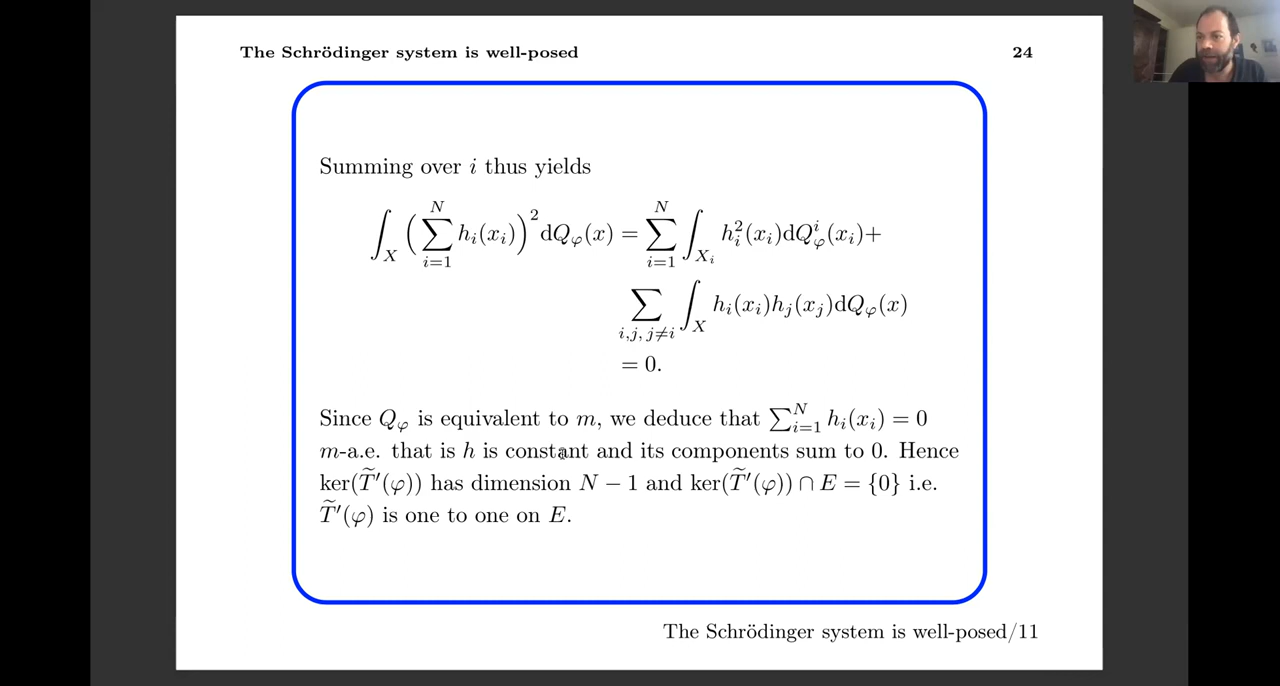 The Schrödinger system is well-posed 24
Summing over i thus yields
∫_X (∑_{i=1}^N h_i(x_i))^2 dQ_φ(x) = ∑_{i=1}^N ∫_{X_i} h_i^2(x_i)dQ_φ^i(x_i)+
∑_{i,j, j≠i} ∫_X h_i(x_i)h_j(x_j)dQ_φ(x)
= 0.
Since Q_φ is equivalent to m, we deduce that ∑_{i=1}^N h_i(x_i) = 0
m-a.e. that is h is constant and its components sum to 0. Hence
ker(T̃′(φ)) has dimension N − 1 and ker(T̃′(φ)) ∩ E = {0} i.e.
T̃′(φ) is one to one on E.
The Schrödinger system is well-posed/11